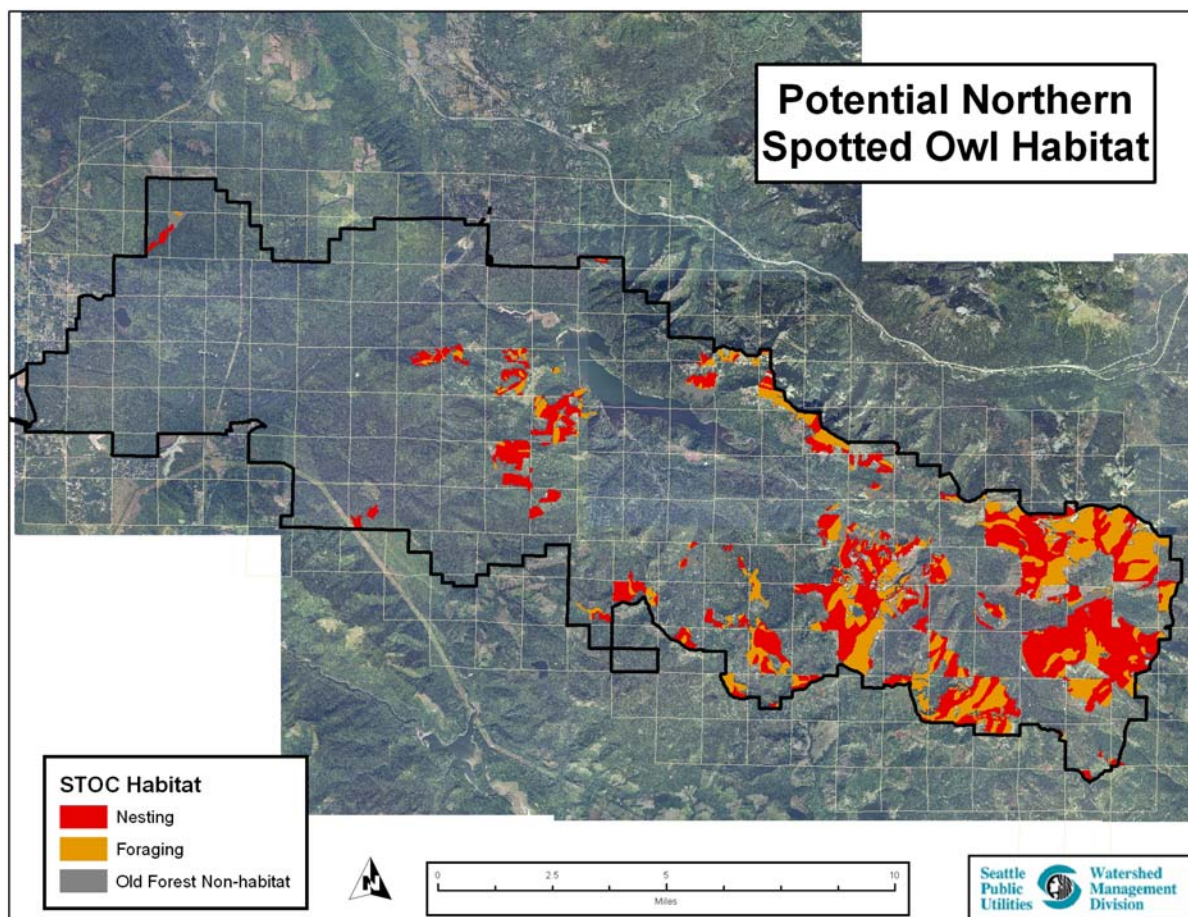 Potential Northern
Spotted Owl Habitat
STOC Habitat
Nesting
Foraging
Old Forest Non-habitat
N
0 2.5 5 10
Miles
Seattle
Public
Utilities
Watershed
Management
Division